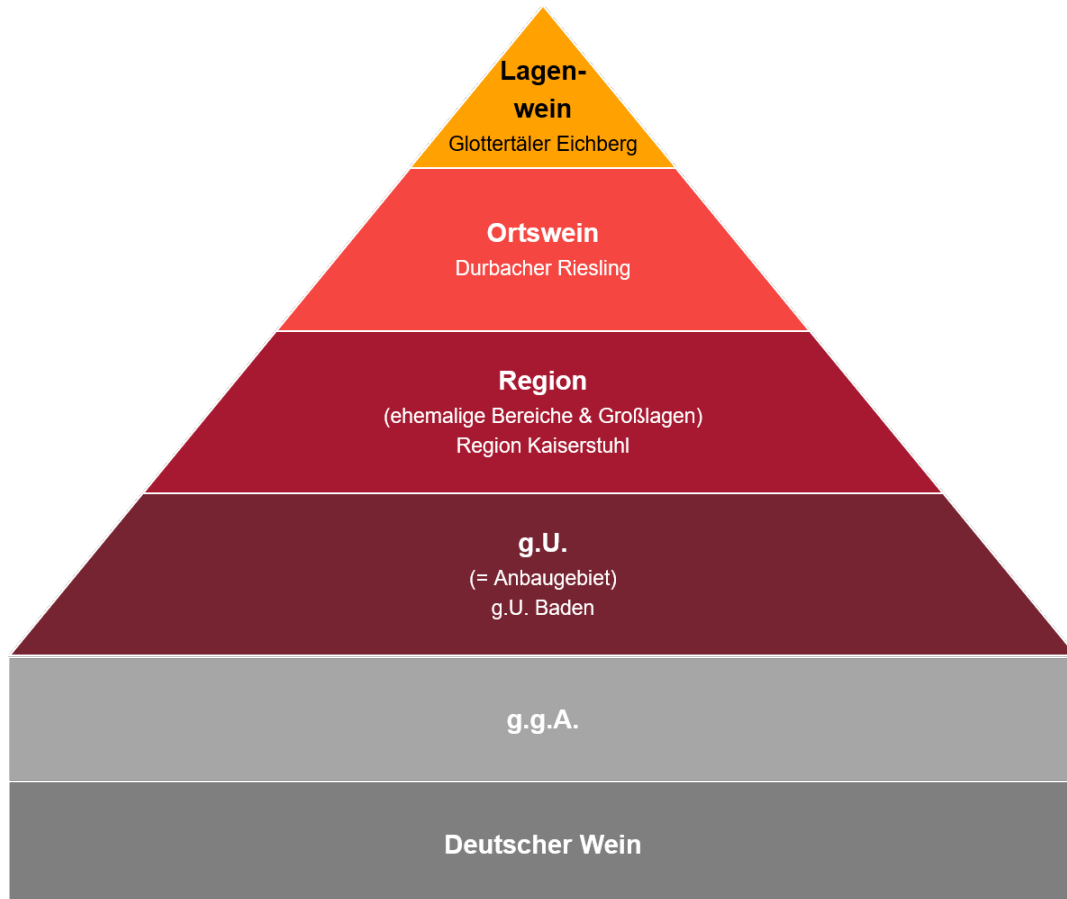 Lagen-
wein
Glottertäler Eichberg
Ortswein
Durbacher Riesling
Region
(ehemalige Bereiche & Großlagen)
Region Kaiserstuhl
g.U.
(= Anbaugebiet)
g.U. Baden
g.g.A.
Deutscher Wein